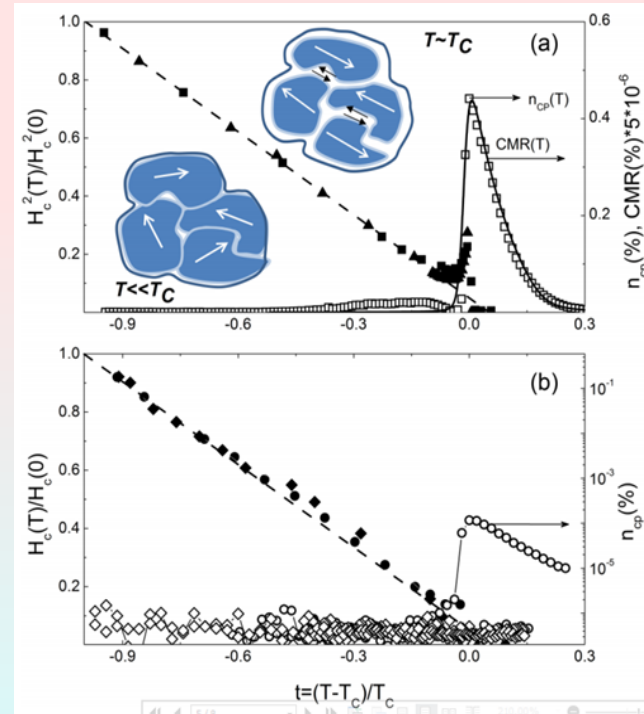 1.0
0.8
0.6
0.4
0.2
H_c^2(T)/H_c^2(0)
T~T_C
(a)
0.6
0.4
0.2
n_cp(T)
CMR(T)
n_cp(%), CMR(%)*5*10^-6
T<<T_C
-0.9 -0.6 -0.3 0.0 0.3
1.0
0.8
0.6
0.4
0.2
H_c(T)/H_c(0)
(b)
10^-1
10^-3
10^-5
n_cp(%)
-0.9 -0.6 -0.3 0.0 0.3
t=(T-T_C)/T_C